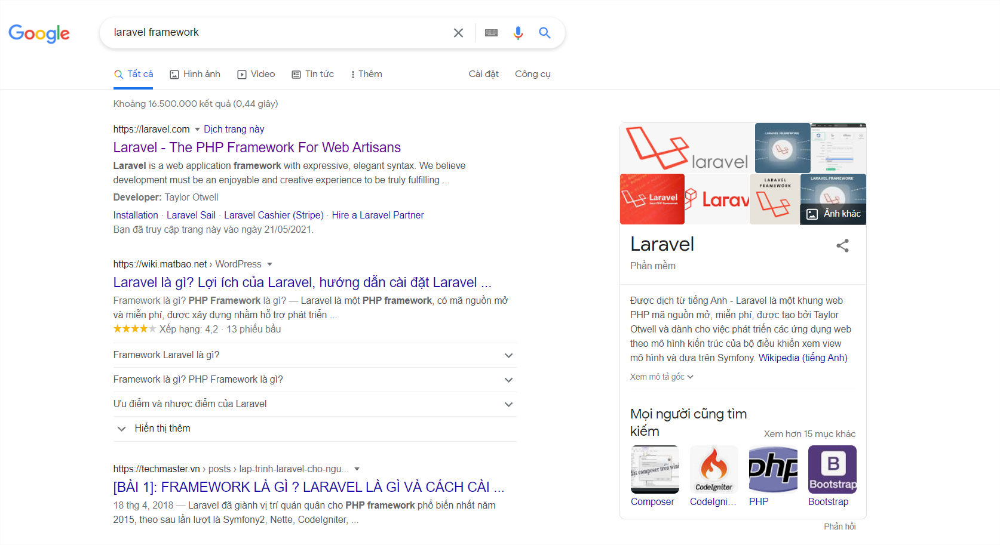 Google
laravel framework
Tất cả
Hình ảnh
Video
Tin tức
Thêm
Cài đặt
Công cụ
Khoảng 16.500.000 kết quả (0,44 giây)
https://laravel.com Dịch trang này
Laravel - The PHP Framework For Web Artisans
Laravel is a web application framework with expressive, elegant syntax. We believe
development must be an enjoyable and creative experience to be truly fulfilling ...
Developer: Taylor Otwell
Installation · Laravel Sail · Laravel Cashier (Stripe) · Hire a Laravel Partner
Bạn đã truy cập trang này vào ngày 21/05/2021.
https://wiki.matbao.net › WordPress
Laravel là gì? Lợi ích của Laravel, hướng dẫn cài đặt Laravel ...
Framework là gì? PHP Framework là gì? — Laravel là một PHP framework, có mã nguồn mở
và miễn phí, được xây dựng nhằm hỗ trợ phát triển ...
Xếp hạng: 4,2 · 13 phiếu bầu
Framework Laravel là gì?
Framework là gì? PHP Framework là gì?
Ưu điểm và nhược điểm của Laravel
Hiển thị thêm
https://techmaster.vn › posts › lap-trinh-laravel-cho-ngu...
[BÀI 1]: FRAMEWORK LÀ GÌ ? LARAVEL LÀ GÌ VÀ CÁCH CÀI ...
18 thg 4, 2018 — Laravel đã giành vị trí quán quân cho PHP framework phổ biến nhất năm
2015, theo sau lần lượt là Symfony2, Nette, CodeIgniter, ...
laravel
LARAVEL FRAMEWORK
Laravel
Larav
LARAVEL
FRAMEWORK
LARAVEL FRAMEWORK
Ảnh khác
Laravel
Phần mềm
Được dịch từ tiếng Anh - Laravel là một khung web
PHP mã nguồn mở, miễn phí, được tạo bởi Taylor
Otwell và dành cho việc phát triển các ứng dụng web
theo mô hình kiến trúc của bộ điều khiển xem view
mô hình và dựa trên Symfony. Wikipedia (tiếng Anh)
Xem mô tả gốc
Mọi người cũng tìm
kiếm
Xem hơn 15 mục khác
đặt composer trên wind
CodeIgniter
php
B
Bootstrap
Composer
CodeIgni...
PHP
Bootstrap
Phản hồi